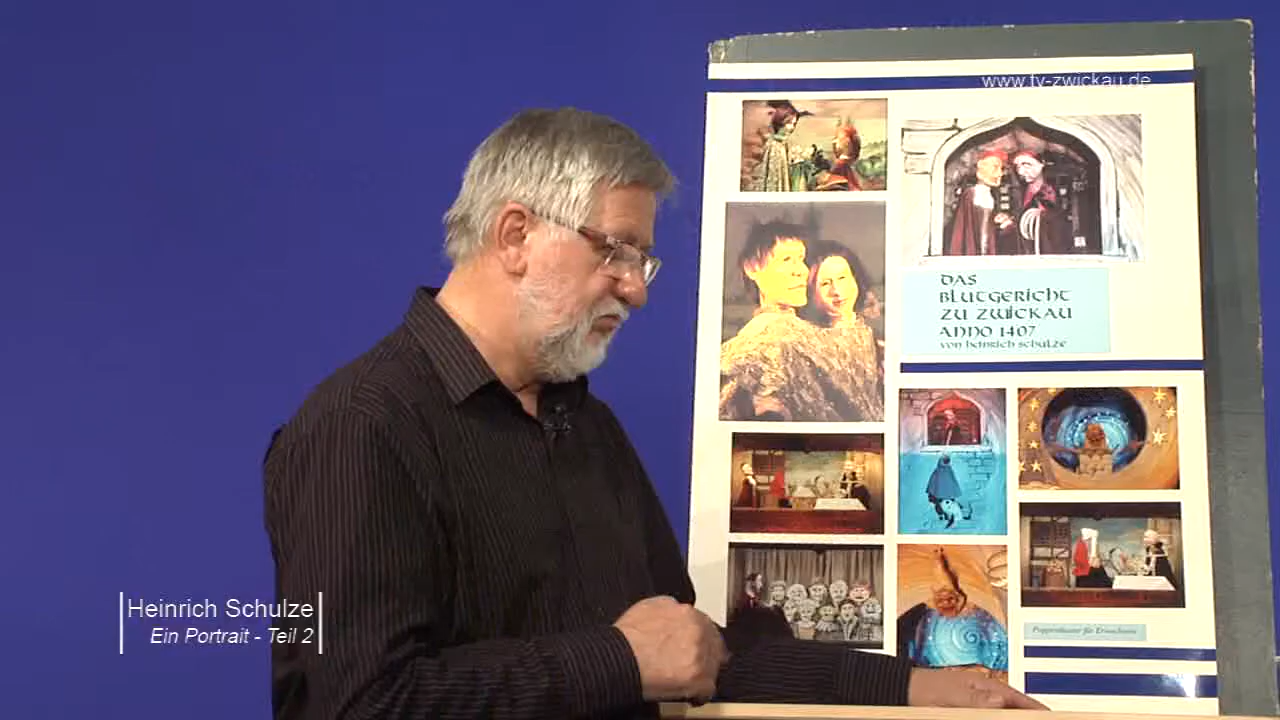 www.tv-zwickau.de
DAS
BLUTGERICHT
ZU ZWICKAU
ANNO 1407
von heinrich schulze
Puppentheater für Erwachsene
Heinrich Schulze
Ein Portrait - Teil 2